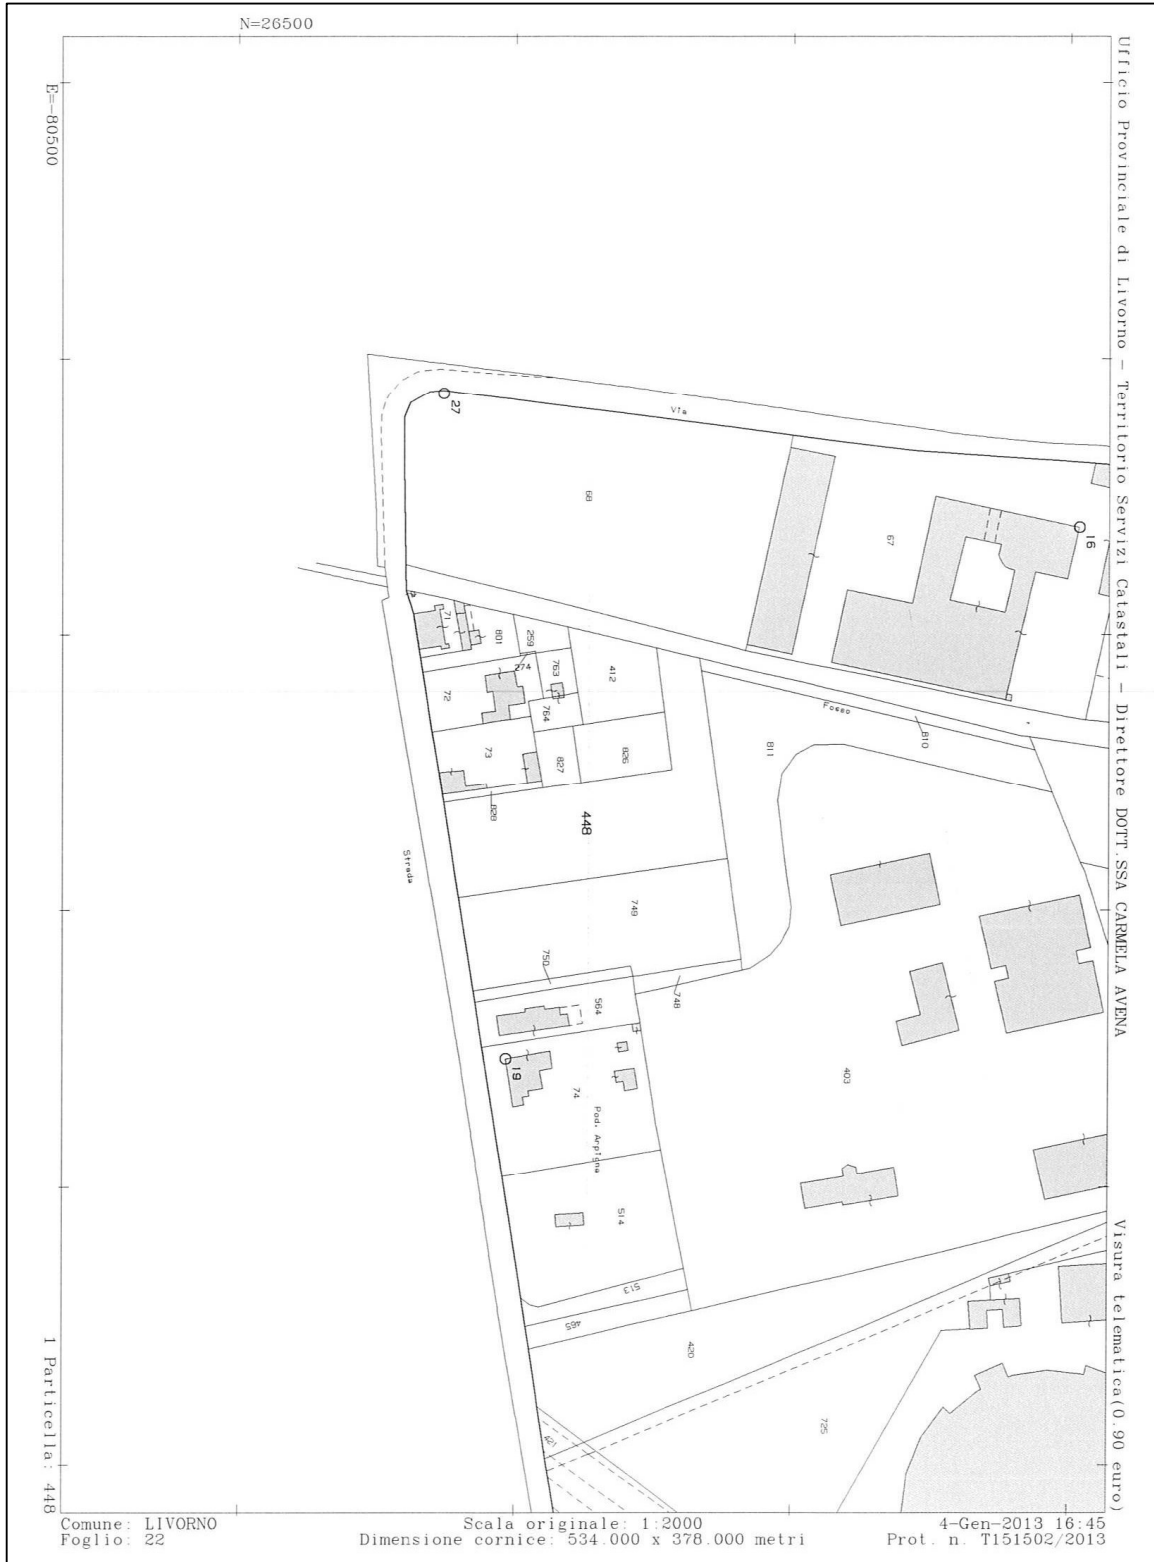 N=26500
E=-80500
Ufficio Provinciale di Livorno - Territorio Servizi Catastali - Direttore DOTT.SSA CARMELA AVENA
Visura telematica(0.90 euro)
27
Via
68
67
16
71
801
259
274
763
412
72
764
Fosso
810
811
73
827
826
828
448
Strada
749
750
748
564
19
74
403
Pod. Arpigna
514
513
465
420
421
725
1 Particella: 448
Comune: LIVORNO
Foglio: 22
Scala originale: 1:2000
Dimensione cornice: 534.000 x 378.000 metri
4-Gen-2013 16:45
Prot. n. T151502/2013